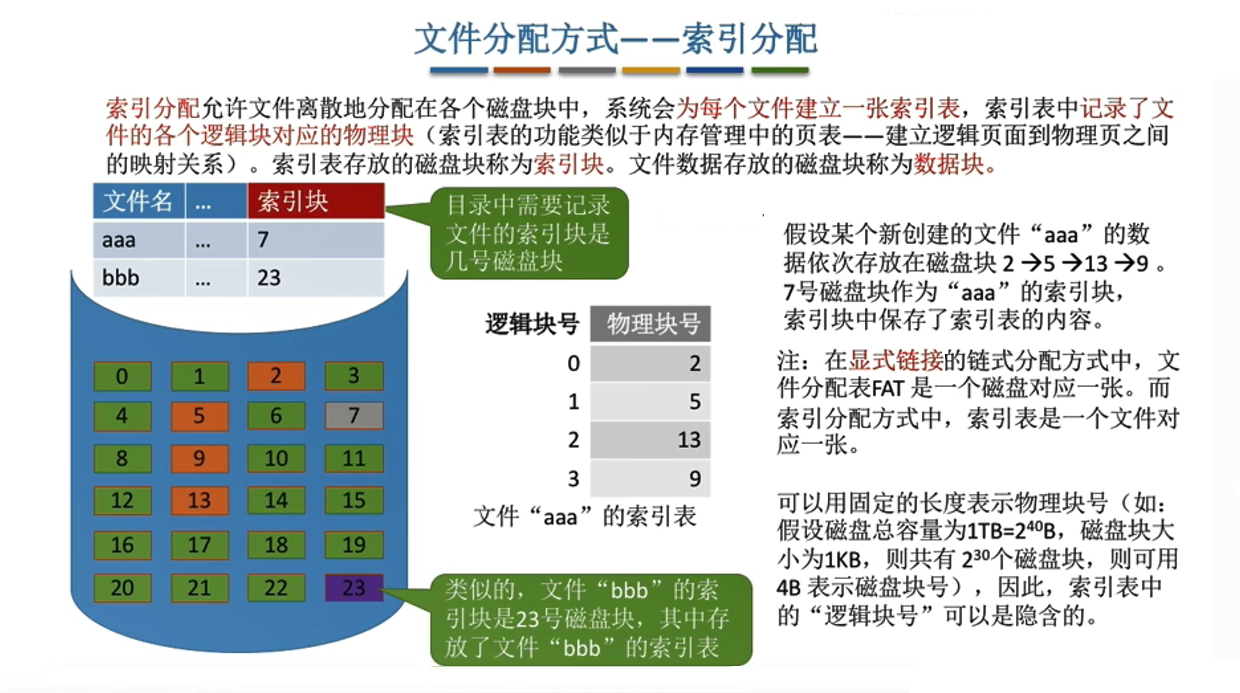 文件分配方式——索引分配
索引分配允许文件离散地分配在各个磁盘块中，系统会为每个文件建立一张索引表，索引表中记录了文
件的各个逻辑块对应的物理块（索引表的功能类似于内存管理中的页表——建立逻辑页面到物理页之间
的映射关系）。索引表存放的磁盘块称为索引块。文件数据存放的磁盘块称为数据块。
文件名 ... 索引块
aaa ... 7
bbb ... 23
目录中需要记录
文件的索引块是
几号磁盘块
0 1 2 3
4 5 6 7
8 9 10 11
12 13 14 15
16 17 18 19
20 21 22 23
逻辑块号 物理块号
0 2
1 5
2 13
3 9
文件“aaa”的索引表
类似的，文件“bbb”的索
引块是23号磁盘块，其中存
放了文件“bbb”的索引表
假设某个新创建的文件“aaa”的数
据依次存放在磁盘块 2 →5 →13 →9 。
7号磁盘块作为“aaa”的索引块，
索引块中保存了索引表的内容。
注：在显式链接的链式分配方式中，文
件分配表FAT 是一个磁盘对应一张。而
索引分配方式中，索引表是一个文件对
应一张。
可以用固定的长度表示物理块号（如：
假设磁盘总容量为1TB=2⁴⁰B，磁盘块大
小为1KB，则共有 2³⁰个磁盘块，则可用
4B 表示磁盘块号），因此，索引表中
的“逻辑块号”可以是隐含的。